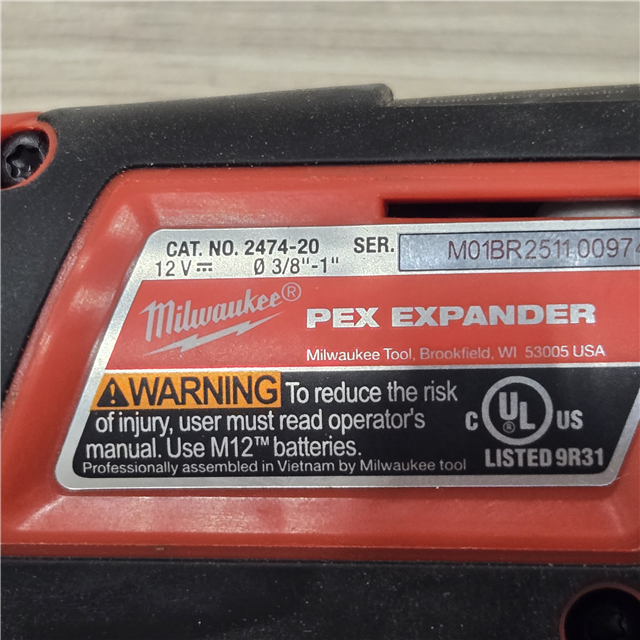 CAT. NO. 2474-20 SER. M01BR2511 00974
12 V ⎓ Ø 3/8"-1"
Milwaukee® PEX EXPANDER
Milwaukee Tool, Brookfield, WI 53005 USA
⚠WARNING To reduce the risk
of injury, user must read operator's
manual. Use M12™ batteries.
Professionally assembled in Vietnam by Milwaukee tool
C UL US
LISTED 9R31